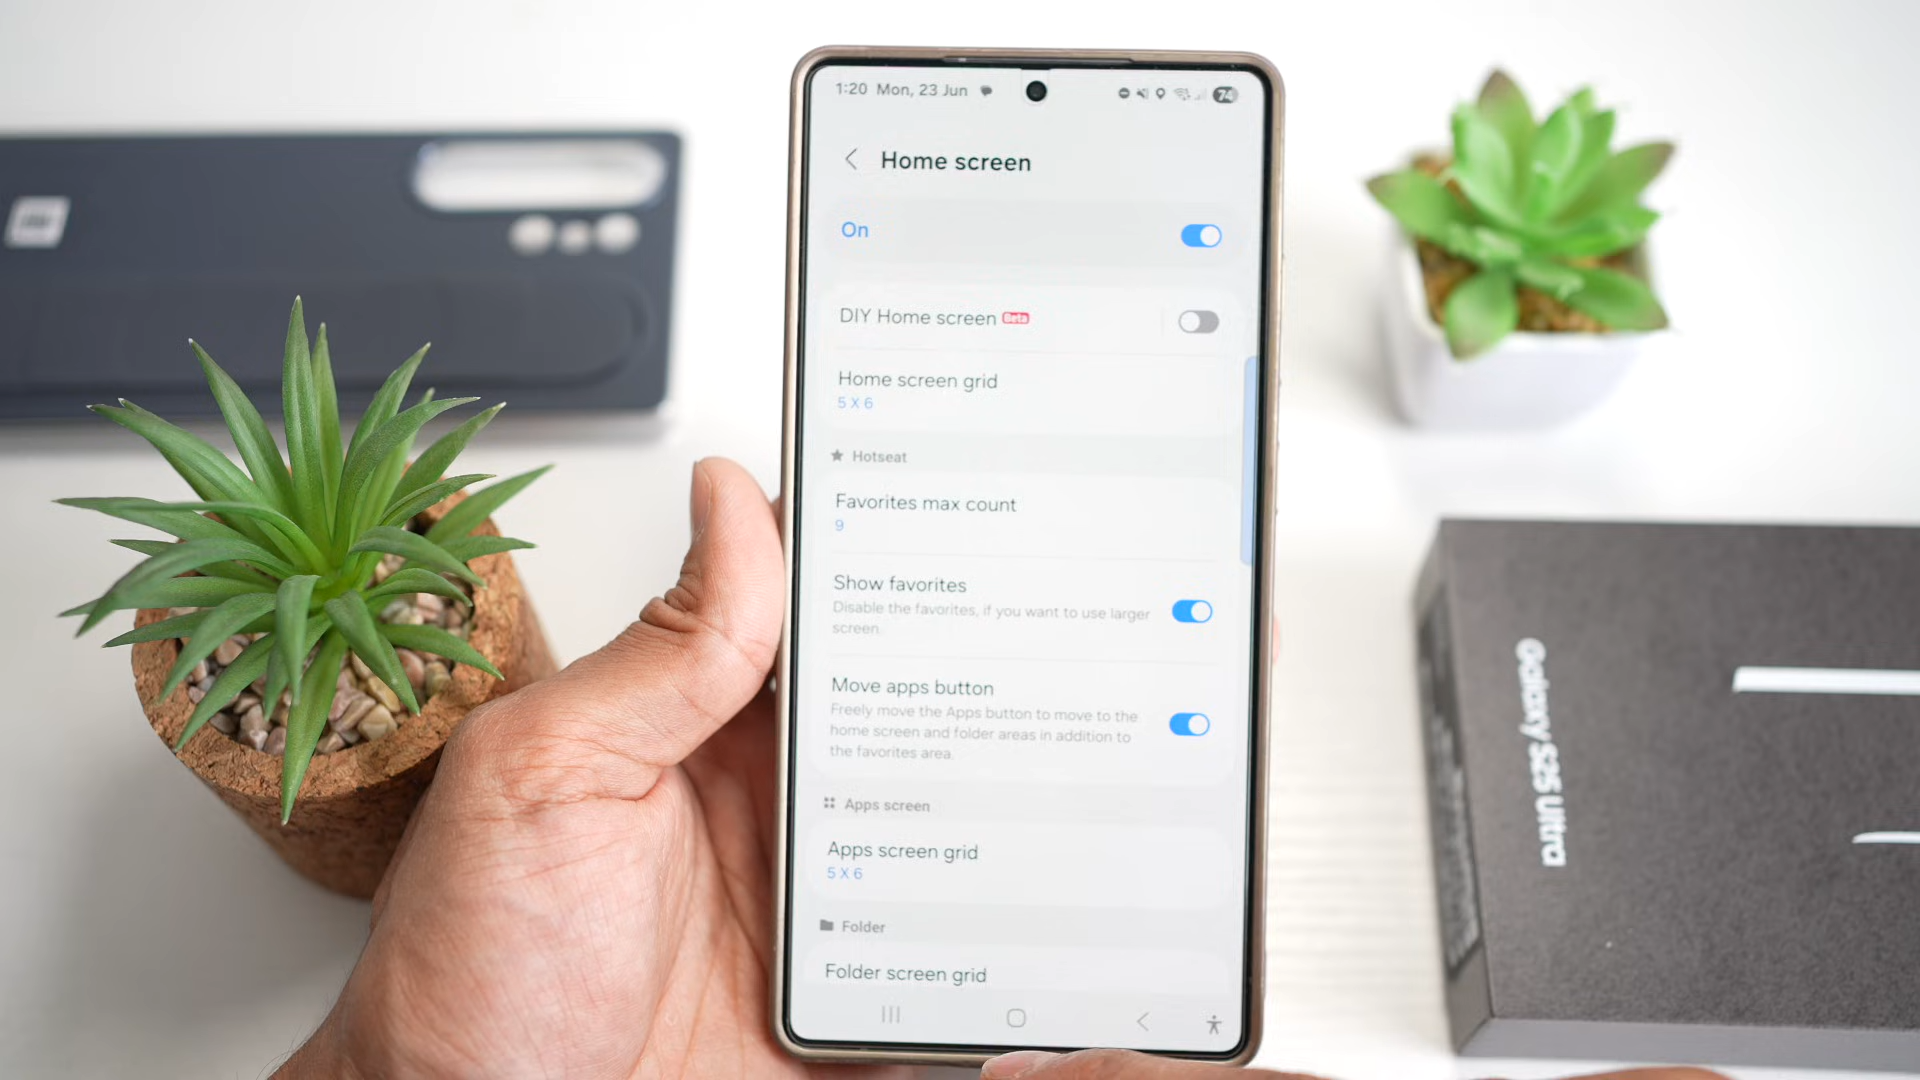 1:20 Mon, 23 Jun
74
Home screen
On
DIY Home screen Beta
Home screen grid
5 X 6
Hotseat
Favorites max count
9
Show favorites
Disable the favorites, if you want to use larger
screen.
Move apps button
Freely move the Apps button to move to the
home screen and folder areas in addition to
the favorites area.
Apps screen
Apps screen grid
5 X 6
Folder
Folder screen grid
Galaxy S25 Ultra